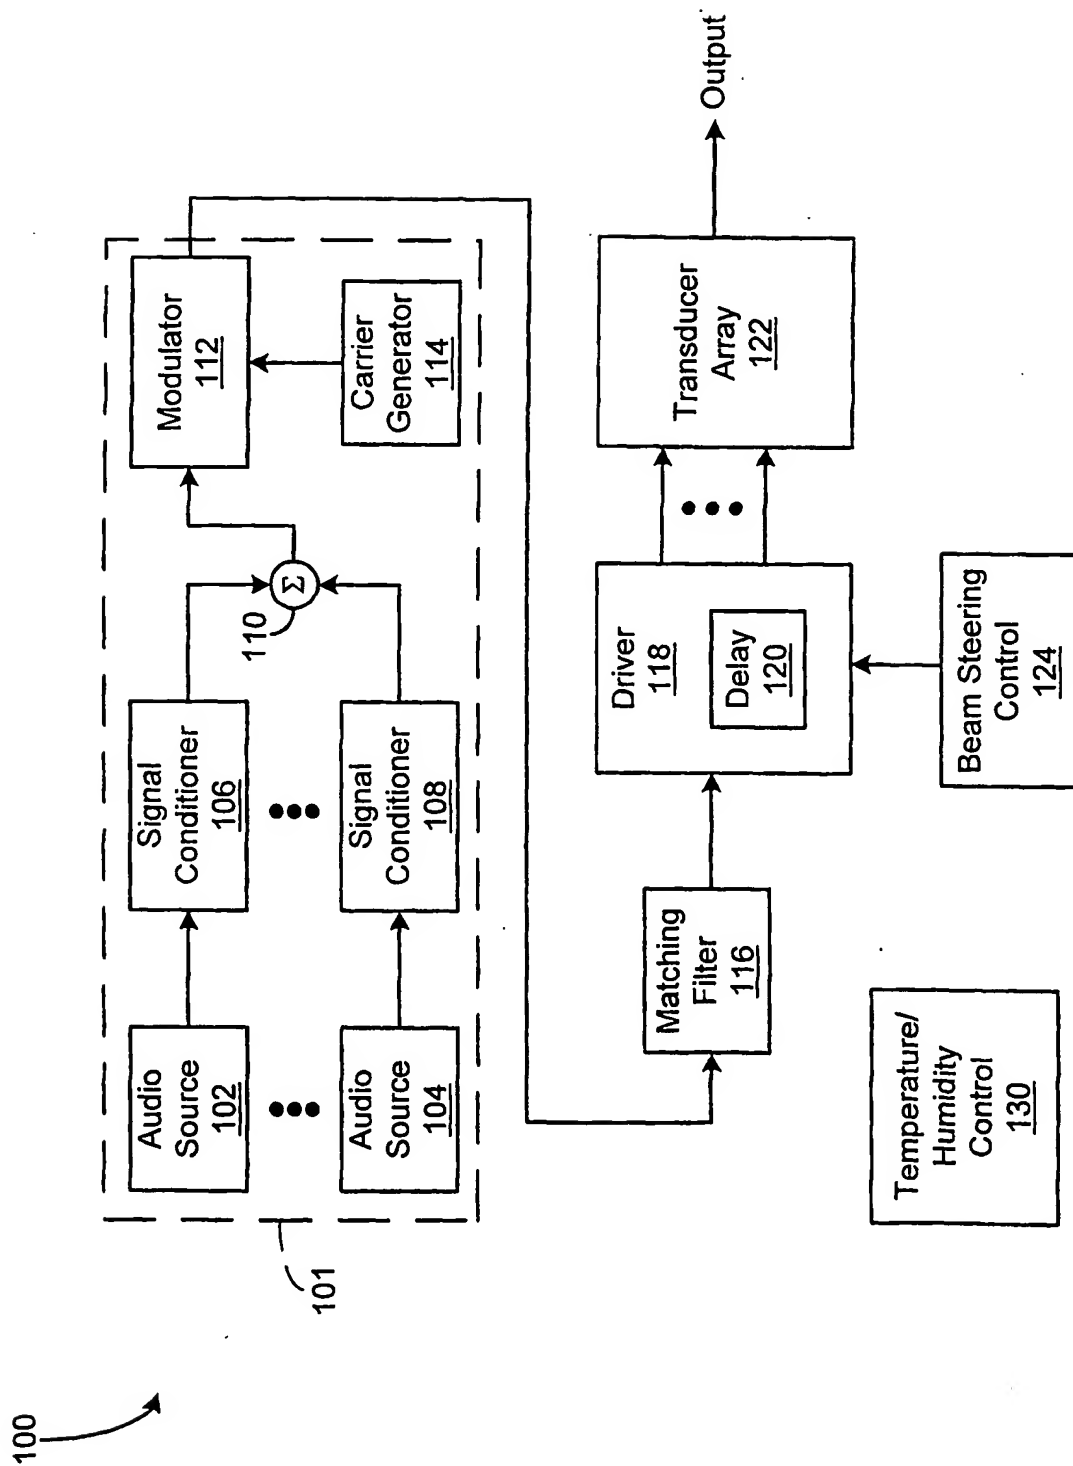 100
101
Audio
Source
102
Signal
Conditioner
106
Modulator
112
110
Σ
Audio
Source
104
Signal
Conditioner
108
Carrier
Generator
114
Matching
Filter
116
Driver
118
Delay
120
Transducer
Array
122
Output
Temperature/
Humidity
Control
130
Beam Steering
Control
124